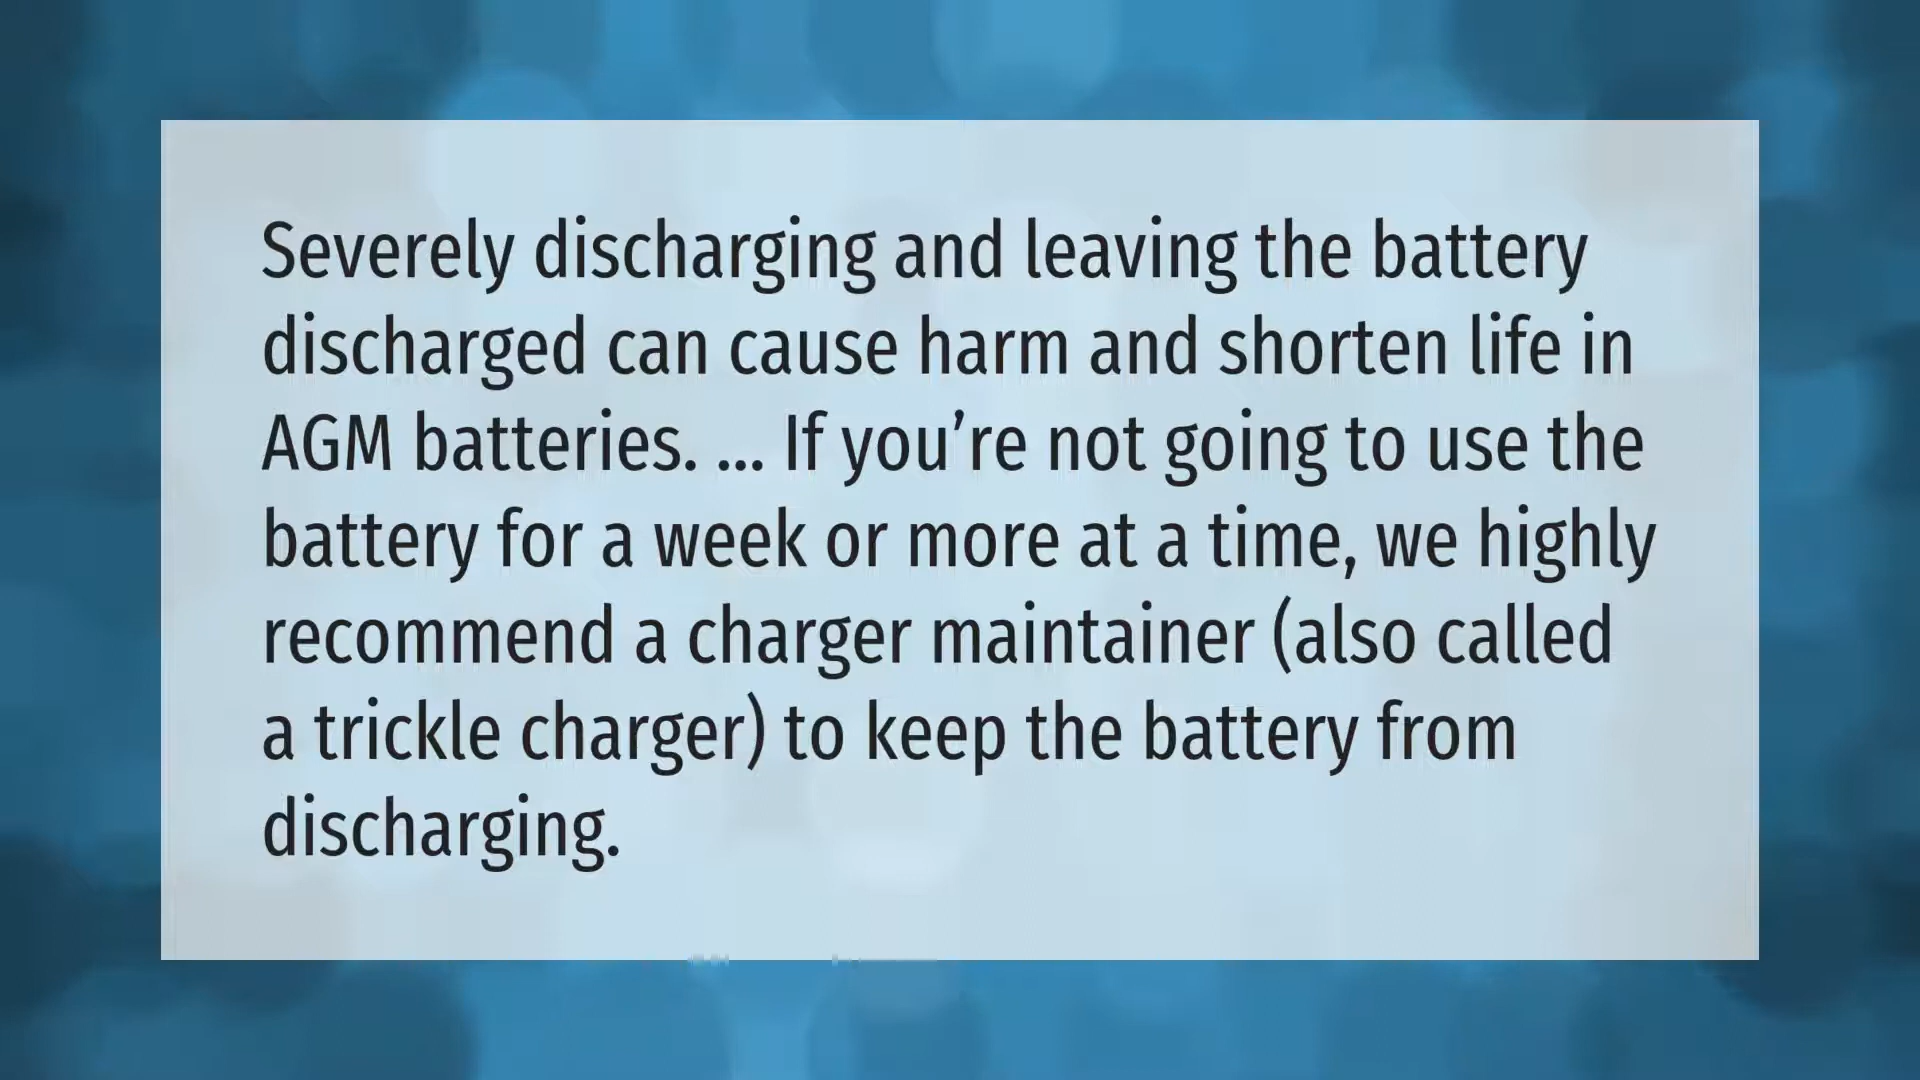 Severely discharging and leaving the battery
discharged can cause harm and shorten life in
AGM batteries. ... If you’re not going to use the
battery for a week or more at a time, we highly
recommend a charger maintainer (also called
a trickle charger) to keep the battery from
discharging.